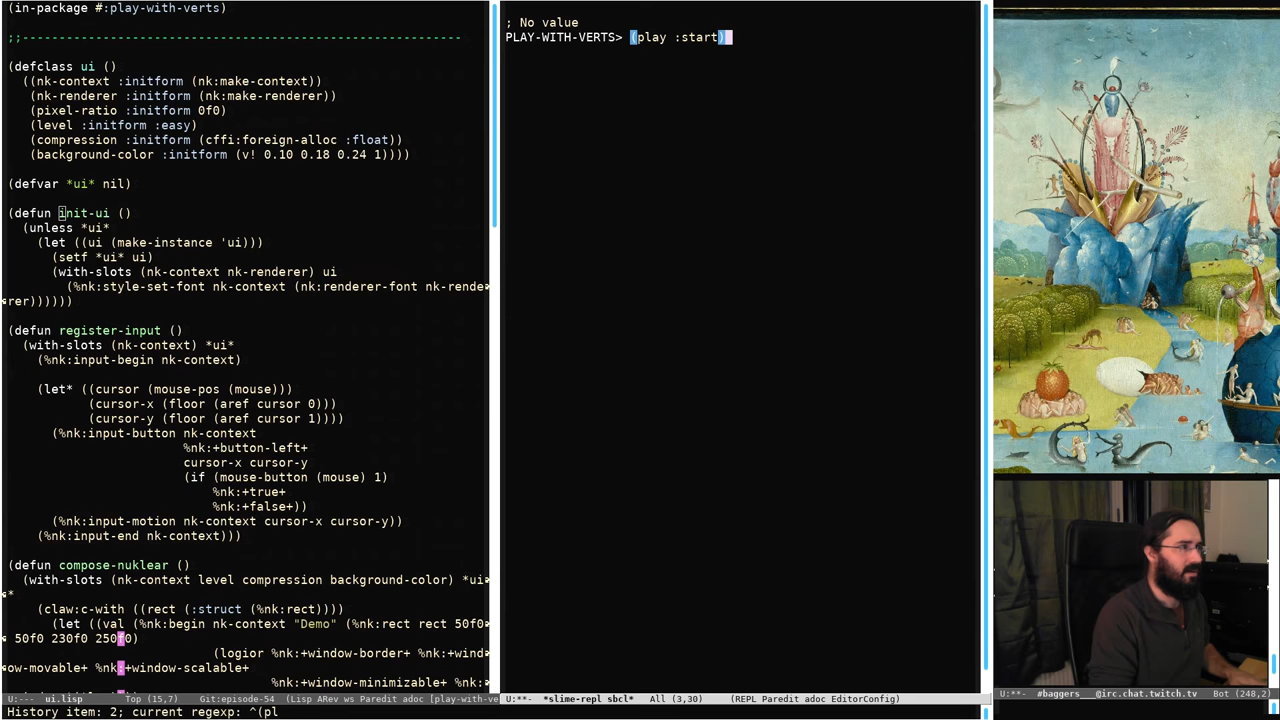 (in-package #:play-with-verts)
;;------------------------------------------------------------
(defclass ui ()
((nk-context :initform (nk:make-context))
(nk-renderer :initform (nk:make-renderer))
(pixel-ratio :initform 0f0)
(level :initform :easy)
(compression :initform (cffi:foreign-alloc :float))
(background-color :initform (v! 0.10 0.18 0.24 1))))
(defvar *ui* nil)
(defun init-ui ()
(unless *ui*
(let ((ui (make-instance 'ui)))
(setf *ui* ui)
(with-slots (nk-context nk-renderer) ui
(%nk:style-set-font nk-context (nk:renderer-font nk-rende
rer))))))
(defun register-input ()
(with-slots (nk-context) *ui*
(%nk:input-begin nk-context)
(let* ((cursor (mouse-pos (mouse)))
(cursor-x (floor (aref cursor 0)))
(cursor-y (floor (aref cursor 1))))
(%nk:input-button nk-context
%nk:+button-left+
cursor-x cursor-y
(if (mouse-button (mouse) 1)
%nk:+true+
%nk:+false+))
(%nk:input-motion nk-context cursor-x cursor-y))
(%nk:input-end nk-context)))
(defun compose-nuklear ()
(with-slots (nk-context level compression background-color) *ui
*
(claw:c-with ((rect (:struct (%nk:rect))))
(let ((val (%nk:begin nk-context "Demo" (%nk:rect rect 50f0
50f0 230f0 250f0)
(logior %nk:+window-border+ %nk:+wind
ow-movable+ %nk:+window-scalable+
%nk:+window-minimizable+ %nk:
U:--- ui.lisp Top (15,7) Git:episode-54 (Lisp ARev ws Paredit adoc [play-with-ve
History item: 2; current regexp: ^(pl
; No value
PLAY-WITH-VERTS> (play :start)
U:**- *slime-repl sbcl* All (3,30) (REPL Paredit adoc EditorConfig)
U:**- #baggers___@irc.chat.twitch.tv Bot (248,2)